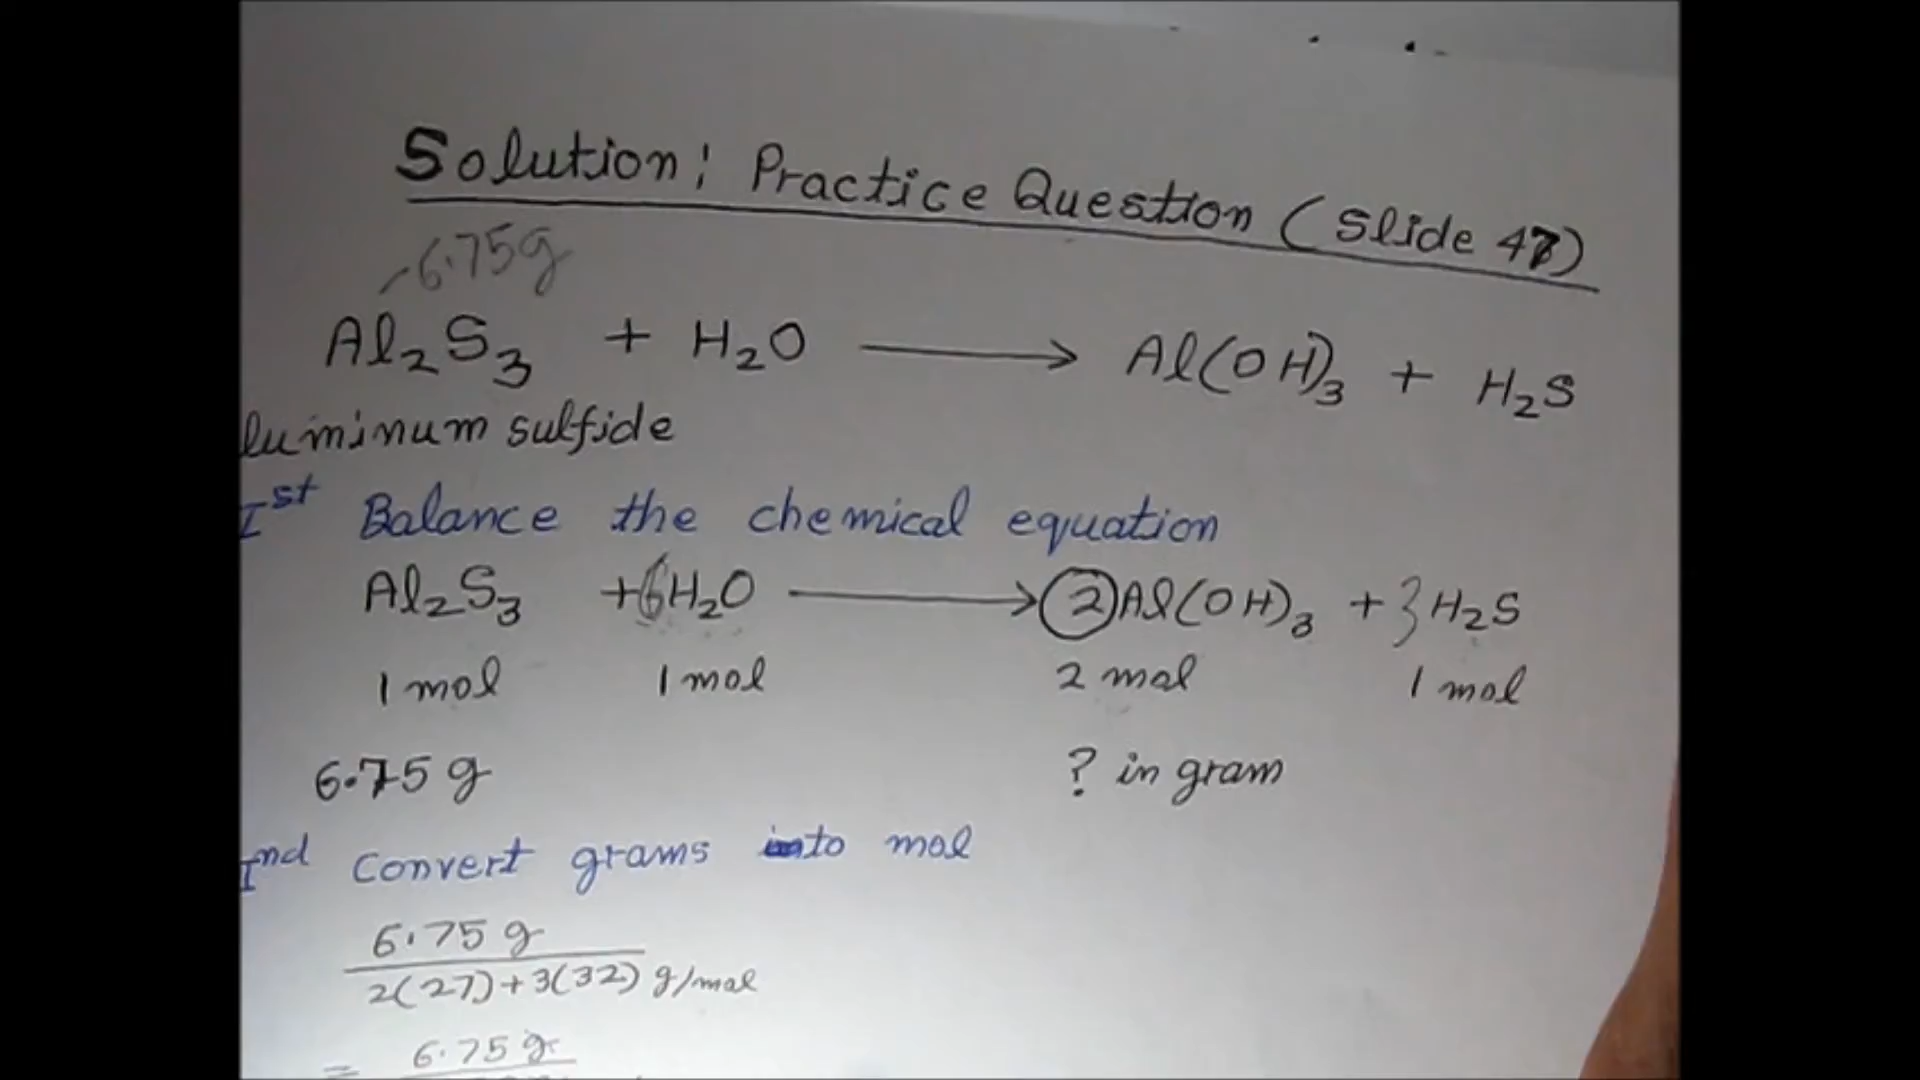 Solution: Practice Question (Slide 47)
6.75g
Al2S3 + H2O → Al(OH)3 + H2S
luminum sulfide
Ist Balance the chemical equation
Al2S3 +6H2O → 2Al(OH)3 + 3H2S
1 mol 1 mol 2 mol 1 mol
6.75 g ? in gram
Ind Convert grams into mol
6.75 g
2(27)+3(32) g/mol
= 6.75 g